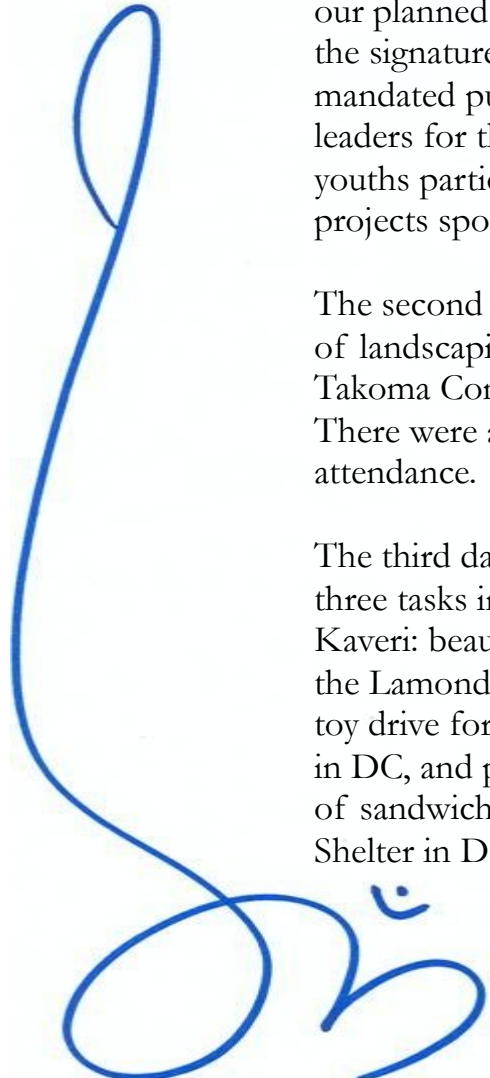 our planned
the signature
mandated pu
leaders for th
youths partic
projects spo
The second
of landscapi
Takoma Com
There were a
attendance.
The third da
three tasks in
Kaveri: beau
the Lamond
toy drive for
in DC, and p
of sandwich
Shelter in D